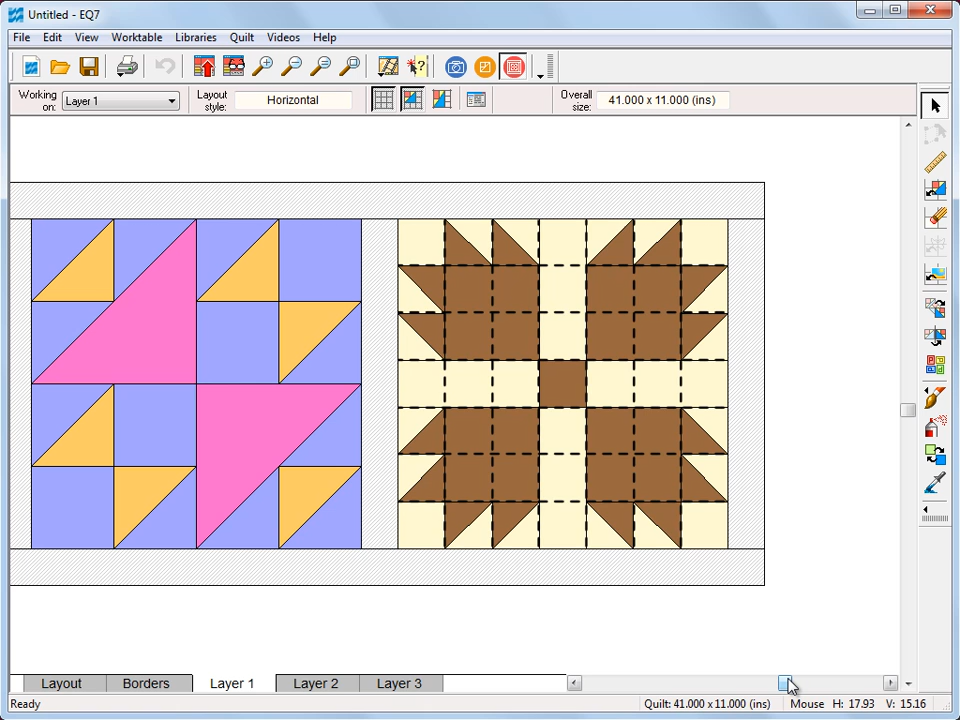 Untitled - EQ7
File Edit View Worktable Libraries Quilt Videos Help
Working on: Layer 1 Layout style: Horizontal Overall size: 41.000 x 11.000 (ins)
Layout Borders Layer 1 Layer 2 Layer 3
Ready Quilt: 41.000 x 11.000 (ins) Mouse H: 17.93 V: 15.16